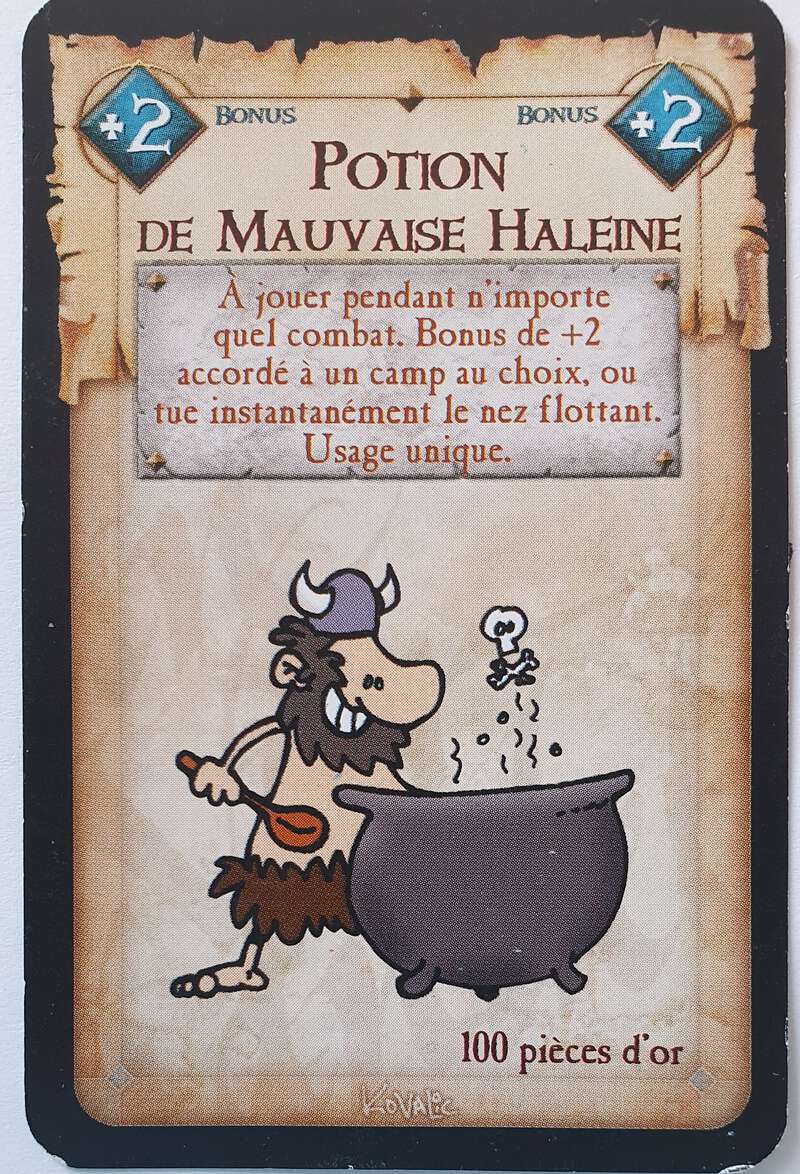 +2 BONUS BONUS +2
POTION
DE MAUVAISE HALEINE
À jouer pendant n'importe
quel combat. Bonus de +2
accordé à un camp au choix, ou
tue instantanément le nez flottant.
Usage unique.
100 pièces d'or
KOVALIC